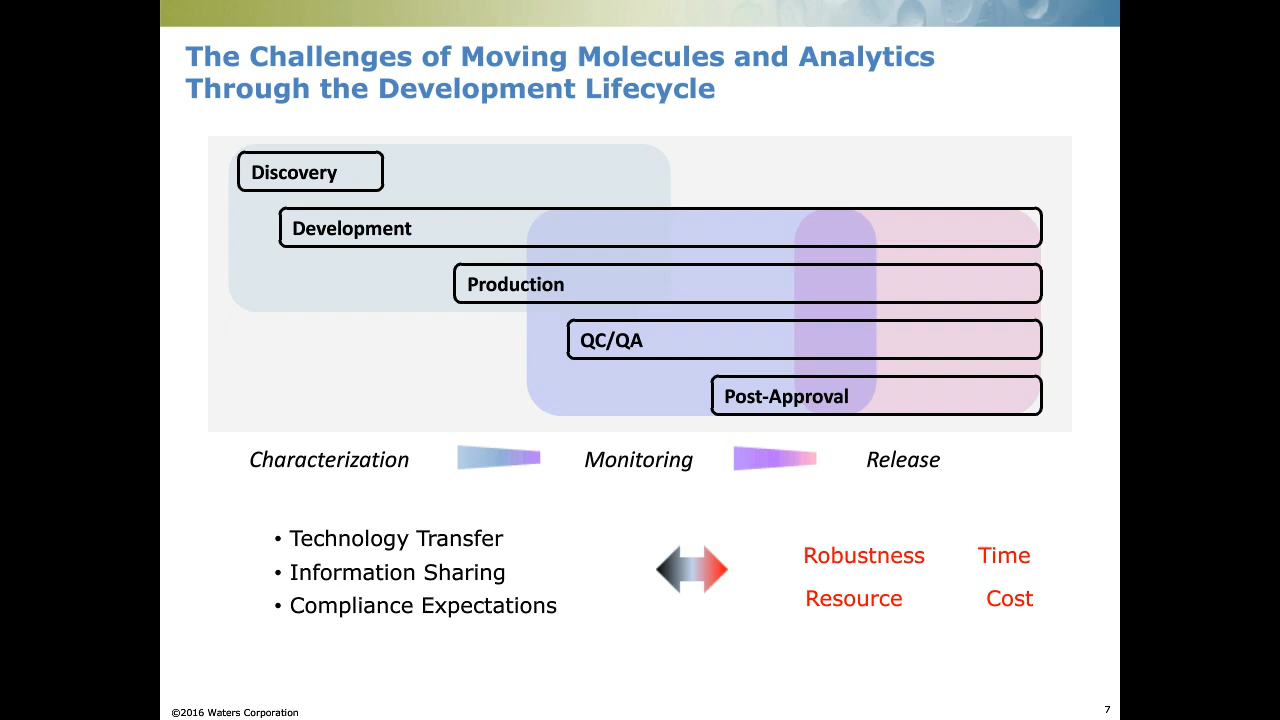 The Challenges of Moving Molecules and Analytics
Through the Development Lifecycle
Discovery
Development
Production
QC/QA
Post-Approval
Characterization
Monitoring
Release
• Technology Transfer
• Information Sharing
• Compliance Expectations
Robustness Time
Resource Cost
©2016 Waters Corporation
7